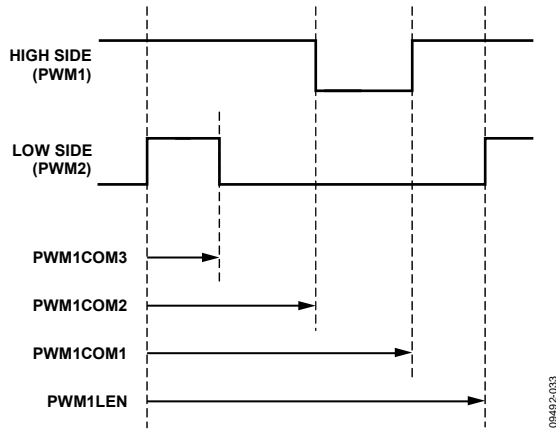 HIGH SIDE
(PWM1)
LOW SIDE
(PWM2)
PWM1COM3
PWM1COM2
PWM1COM1
PWM1LEN
09492-033